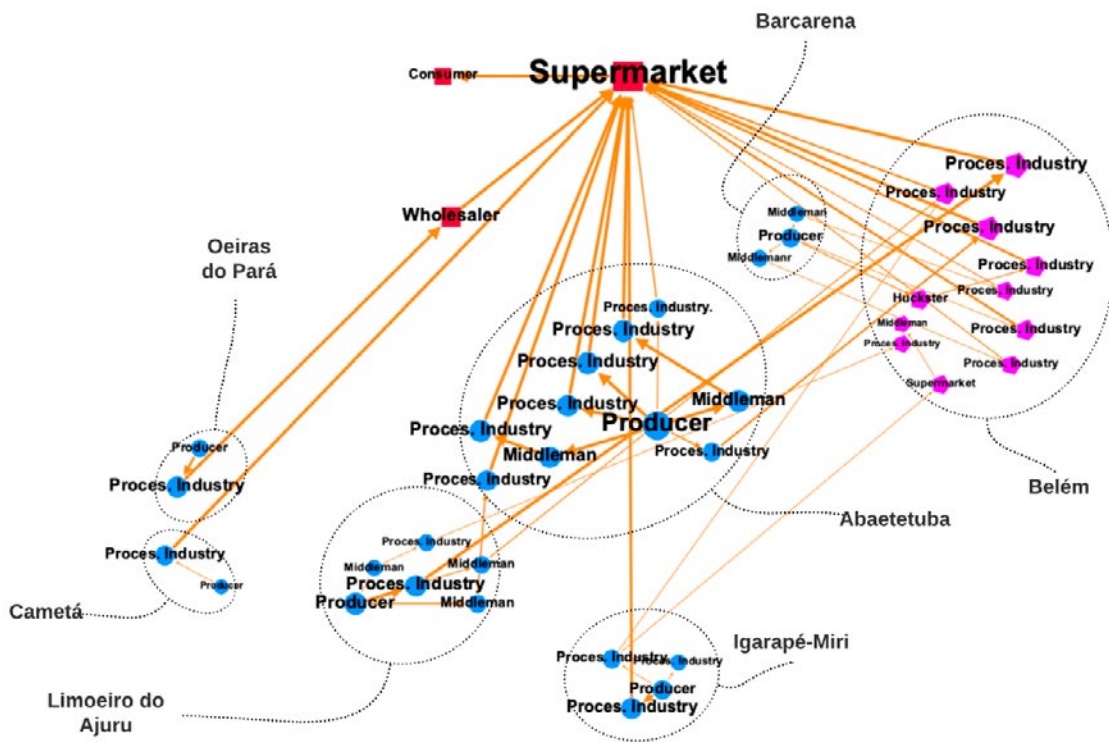 Barcarena
Consumer
Supermarket
Proces. Industry
Proces. Industry
Wholesaler
Middleman
Proces. Industry
Producer
Oeiras
do Pará
Middlemanr
Proces. Industry
Proces. Industry
Huckster
Proces. Industry.
Middleman
Proces. Industry
Proces. Industry
Proces. Industry
Proces. Industry
Proces. Industry
Supermarket
Middleman
Proces. Industry
Producer
Proces. Industry
Producer
Middleman
Proces. Industry
Proces. Industry
Proces. Industry
Belém
Abaetetuba
Proces. Industry
Proces. Industry
Middleman
Middleman
Proces. Industry
Producer
Producer
Middleman
Cametá
Igarapé-Miri
Proces. Industry
Proces. Industry
Producer
Proces. Industry
Limoeiro do
Ajuru